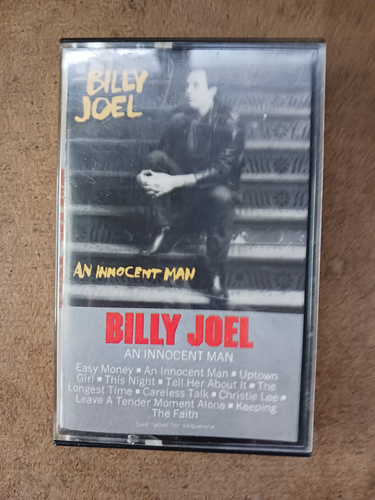 BILLY
JOEL
AN INNOCENT MAN
BILLY JOEL
AN INNOCENT MAN
Easy Money ■ An Innocent Man ■ Uptown
Girl ■ This Night ■ Tell Her About It ■ The
Longest Time ■ Careless Talk ■ Christie Lee ■
Leave A Tender Moment Alone ■ Keeping
The Faith
See label for sequence